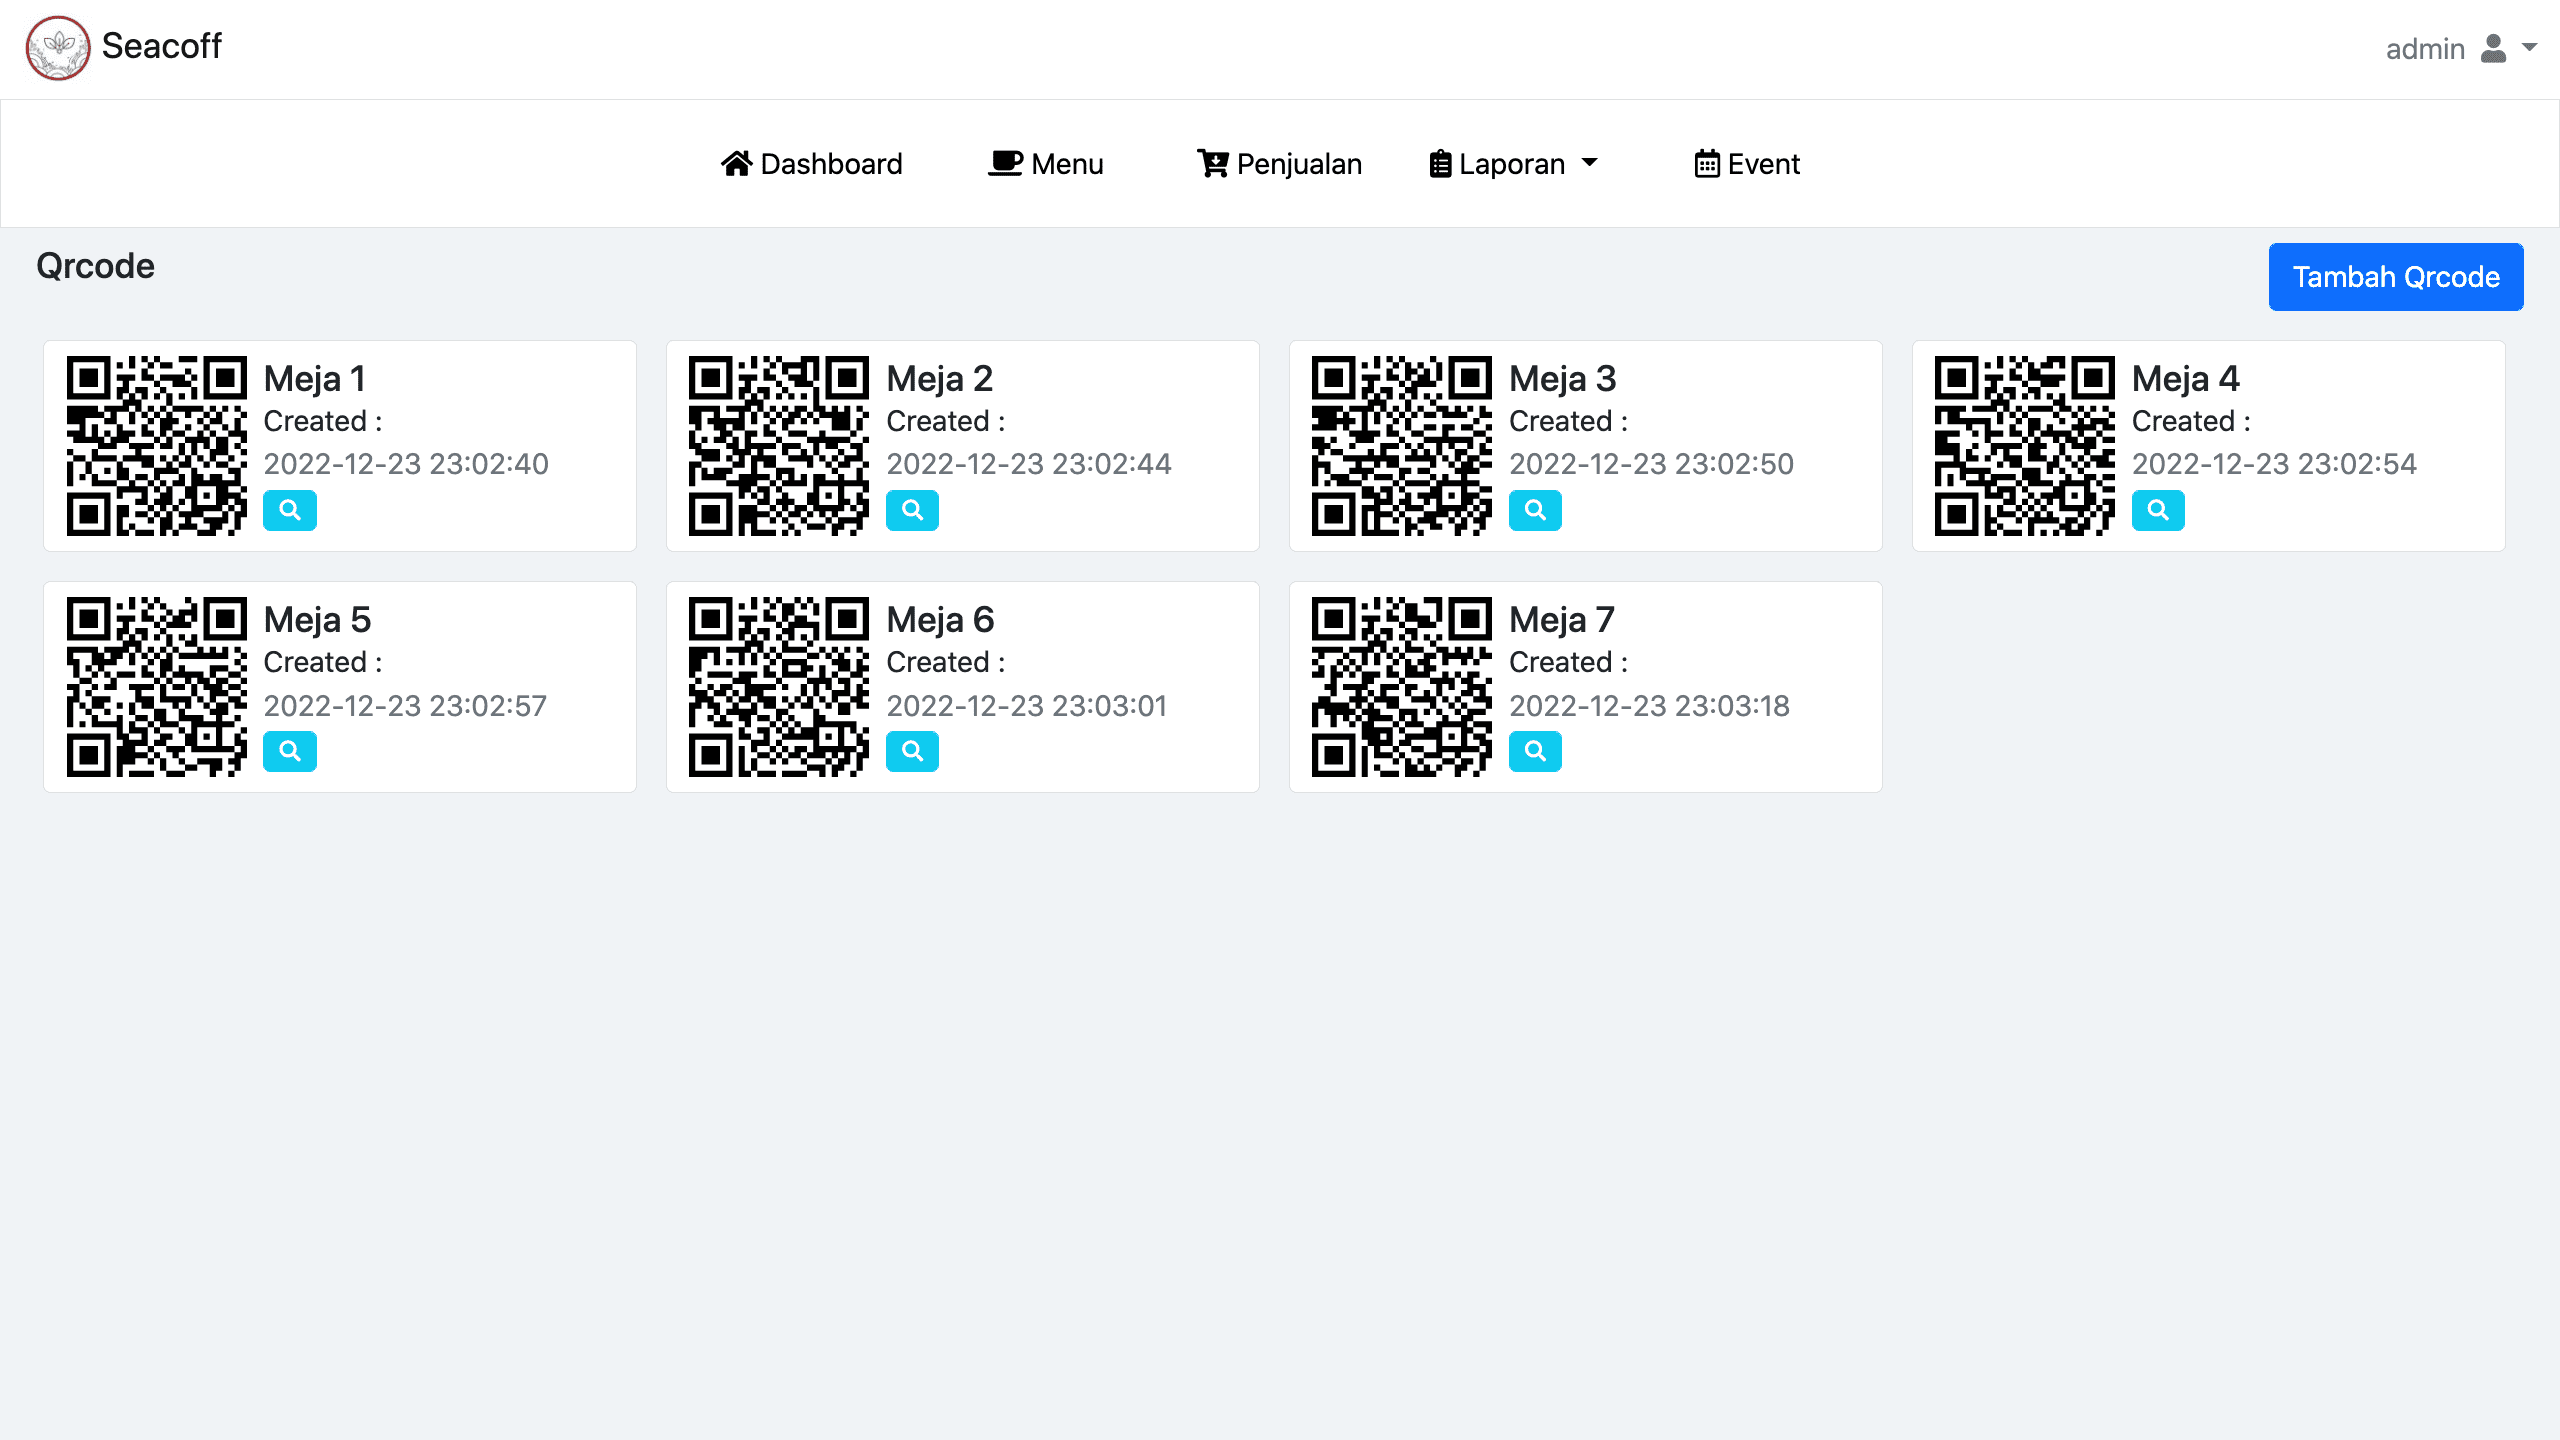 Seacoff
admin
Dashboard
Menu
Penjualan
Laporan
Event
Qrcode
Tambah Qrcode
Meja 1
Created :
2022-12-23 23:02:40
Meja 2
Created :
2022-12-23 23:02:44
Meja 3
Created :
2022-12-23 23:02:50
Meja 4
Created :
2022-12-23 23:02:54
Meja 5
Created :
2022-12-23 23:02:57
Meja 6
Created :
2022-12-23 23:03:01
Meja 7
Created :
2022-12-23 23:03:18